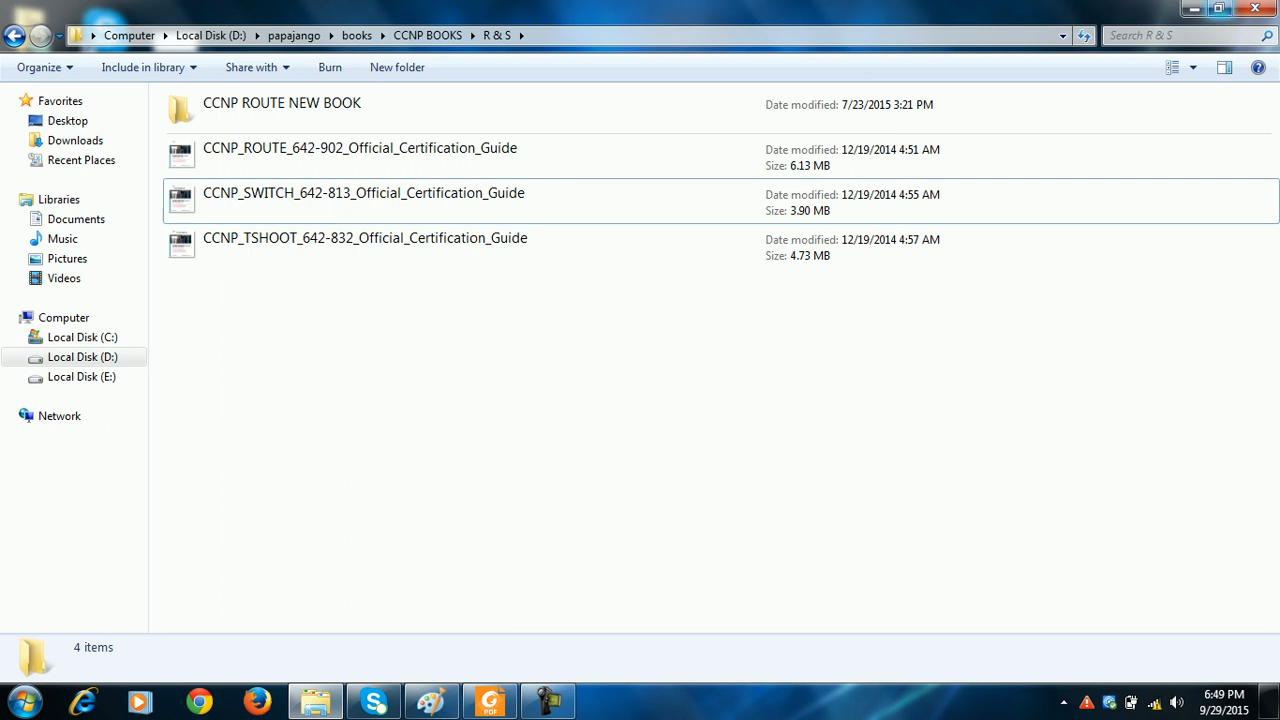 Computer Local Disk (D:) papajango books CCNP BOOKS R & S
Search R & S
Organize Include in library Share with Burn New folder
Favorites
Desktop
Downloads
Recent Places
Libraries
Documents
Music
Pictures
Videos
Computer
Local Disk (C:)
Local Disk (D:)
Local Disk (E:)
Network
CCNP ROUTE NEW BOOK
Date modified: 7/23/2015 3:21 PM
CCNP_ROUTE_642-902_Official_Certification_Guide
Date modified: 12/19/2014 4:51 AM
Size: 6.13 MB
CCNP_SWITCH_642-813_Official_Certification_Guide
Date modified: 12/19/2014 4:55 AM
Size: 3.90 MB
CCNP_TSHOOT_642-832_Official_Certification_Guide
Date modified: 12/19/2014 4:57 AM
Size: 4.73 MB
4 items
PDF
6:49 PM
9/29/2015